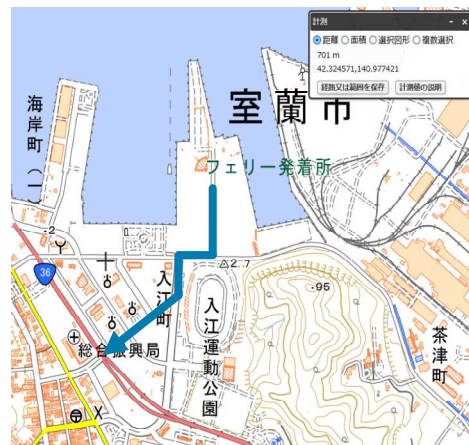 計測
距離 面積 選択図形 複数選択
701 m
42.324571,140.977421
経路又は範囲を保存 計測値の説明
室蘭市
海岸町(一)
フェリー発着所
·2
36
2.7
·95
入江町
入江運動公園
総合振興局
茶津町